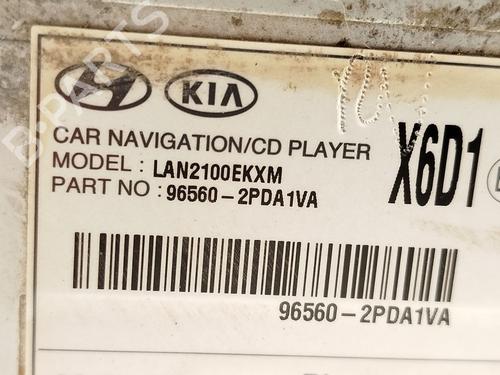 KIA
CAR NAVIGATION/CD PLAYER
MODEL : LAN2100EKXM
PART NO : 96560-2PDA1VA
X6D1
96560-2PDA1VA